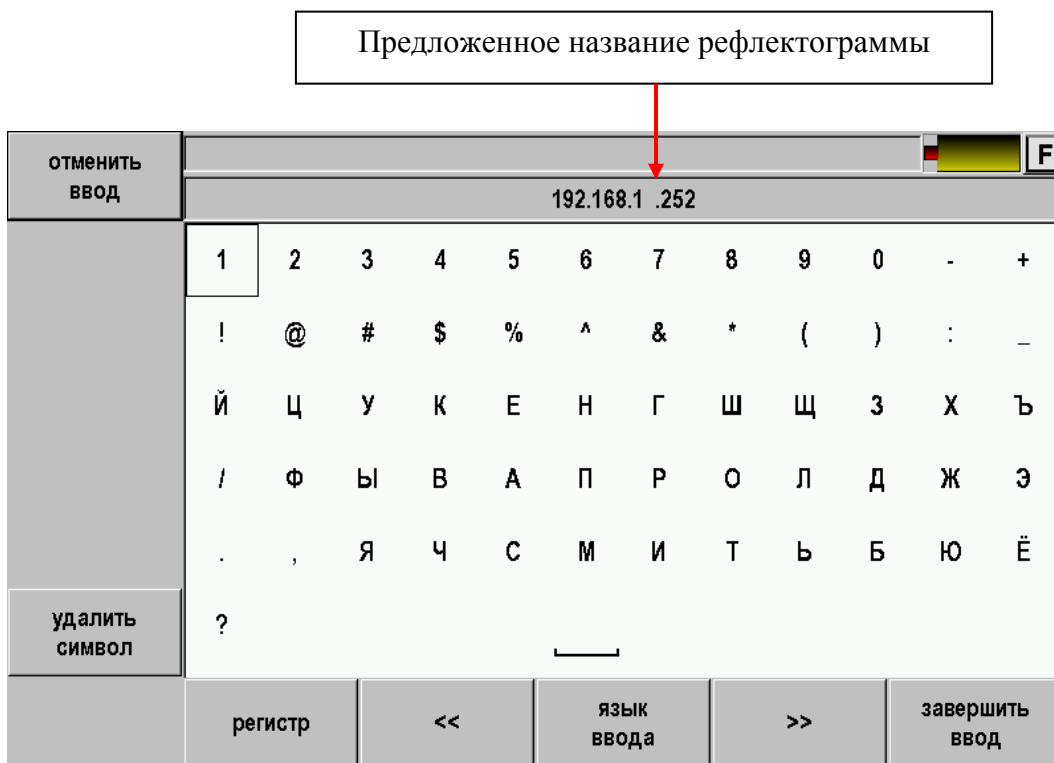 Предложенное название рефлектограммы
отменить
ввод
F
192.168.1 .252
1 2 3 4 5 6 7 8 9 0 - +
! @ # $ % ^ & * ( ) : _
Й Ц У К Е Н Г Ш Щ З Х Ъ
/ Ф Ы В А П Р О Л Д Ж Э
. , Я Ч С М И Т Ь Б Ю Ё
удалить
символ
?
регистр
<<
язык
ввода
>>
завершить
ввод